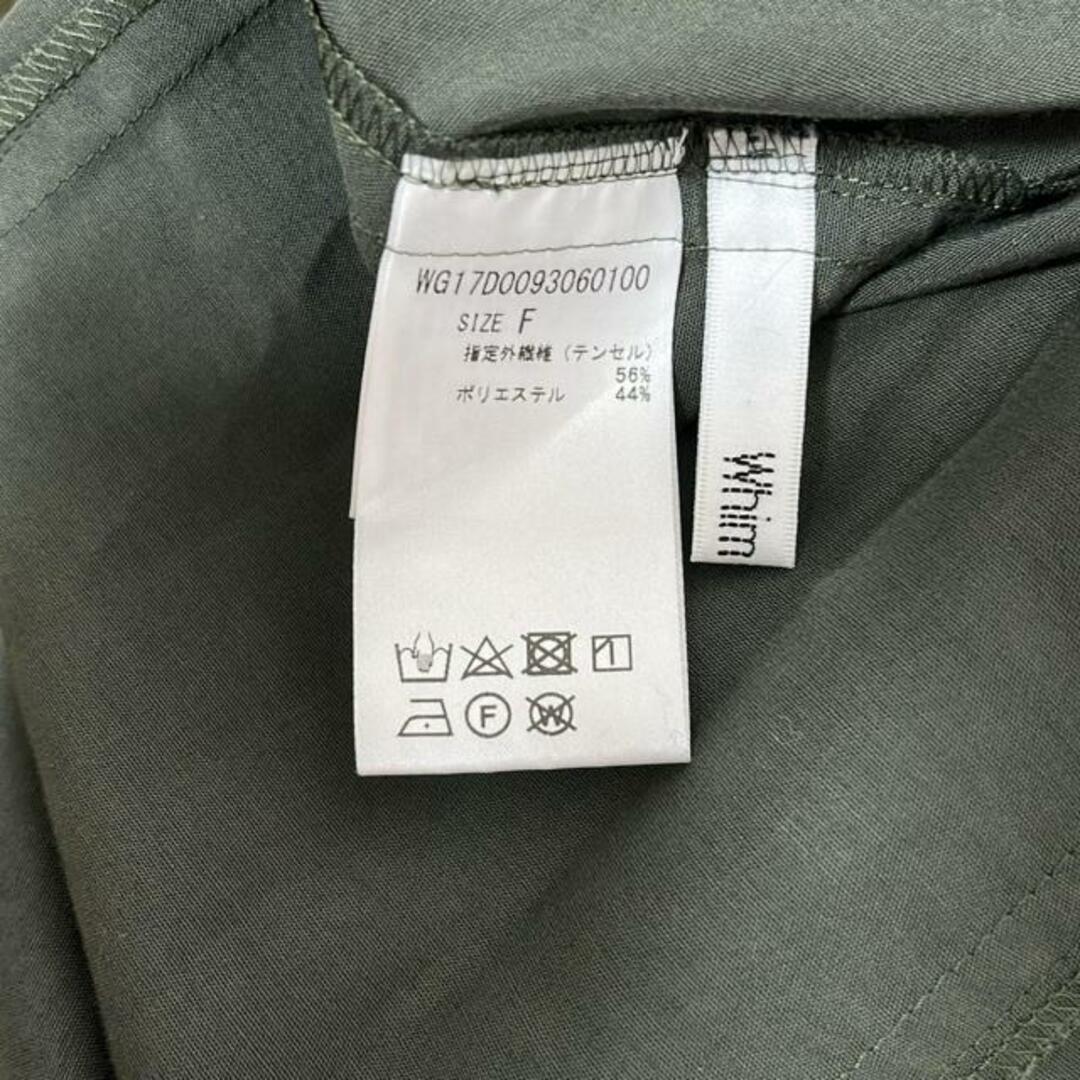 WG17D0093060100
SIZE F
指定外繊維(テンセル)
56%
ポリエステル 44%
F
W
Whim